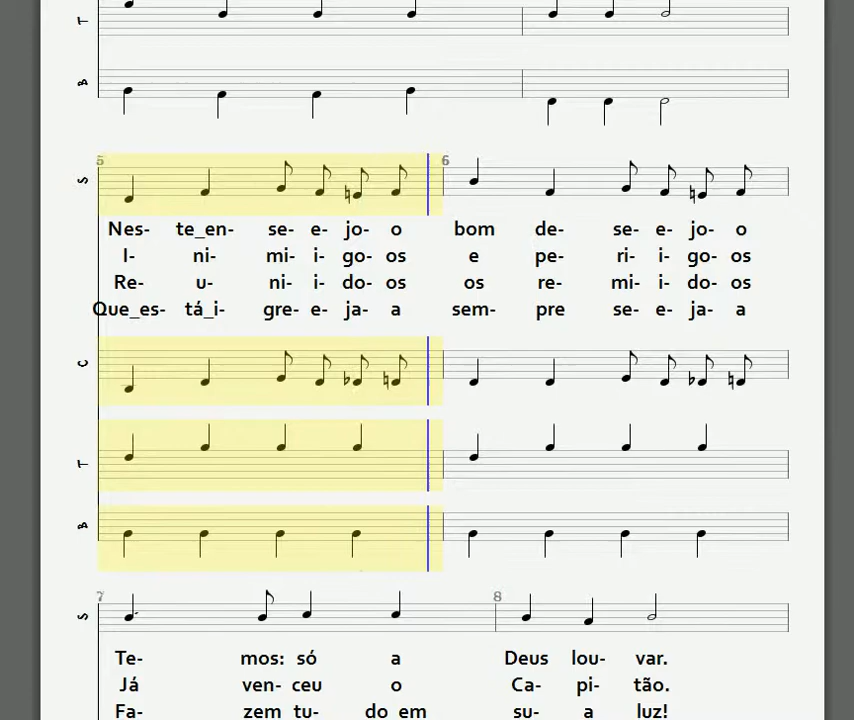 T
B
5 6
S
Nes- te_en- se- e- jo- o bom de- se- e- jo- o
I- ni- mi- i- go- os e pe- ri- i- go- os
Re- u- ni- i- do- os os re- mi- i- do- os
Que_es- tá_i- gre- e- ja- a sem- pre se- e- ja- a
C
T
B
7 8
S
Te- mos: só a Deus lou- var.
Já ven- ceu o Ca- pi- tão.
Fa- zem tu- do em su- a luz!